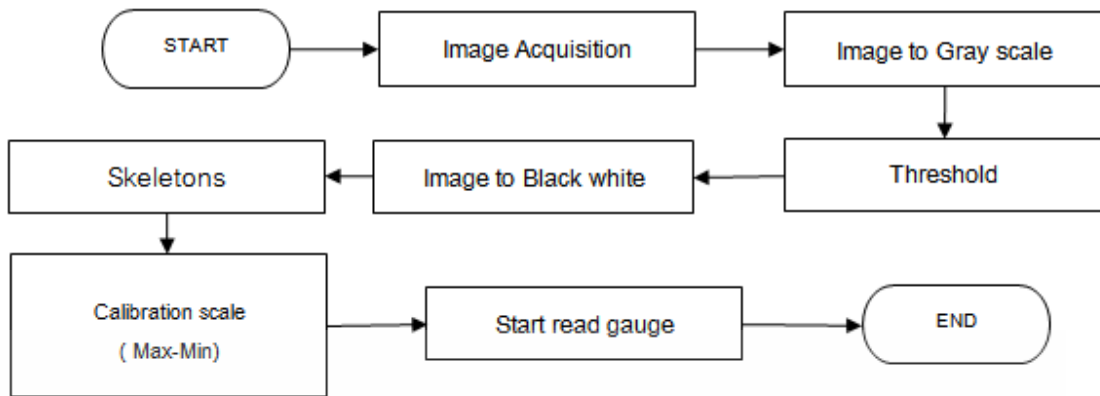 START
Image Acquisition
Image to Gray scale
Threshold
Image to Black white
Skeletons
Calibration scale
( Max-Min)
Start read gauge
END